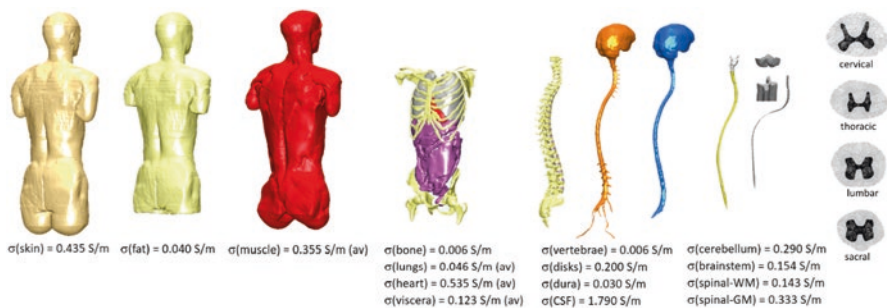 cervical
thoracic
lumbar
sacral
σ(skin) = 0.435 S/m
σ(fat) = 0.040 S/m
σ(muscle) = 0.355 S/m (av)
σ(bone) = 0.006 S/m
σ(lungs) = 0.046 S/m (av)
σ(heart) = 0.535 S/m (av)
σ(viscera) = 0.123 S/m (av)
σ(vertebrae) = 0.006 S/m
σ(disks) = 0.200 S/m
σ(dura) = 0.030 S/m
σ(CSF) = 1.790 S/m
σ(cerebellum) = 0.290 S/m
σ(brainstem) = 0.154 S/m
σ(spinal-WM) = 0.143 S/m
σ(spinal-GM) = 0.333 S/m